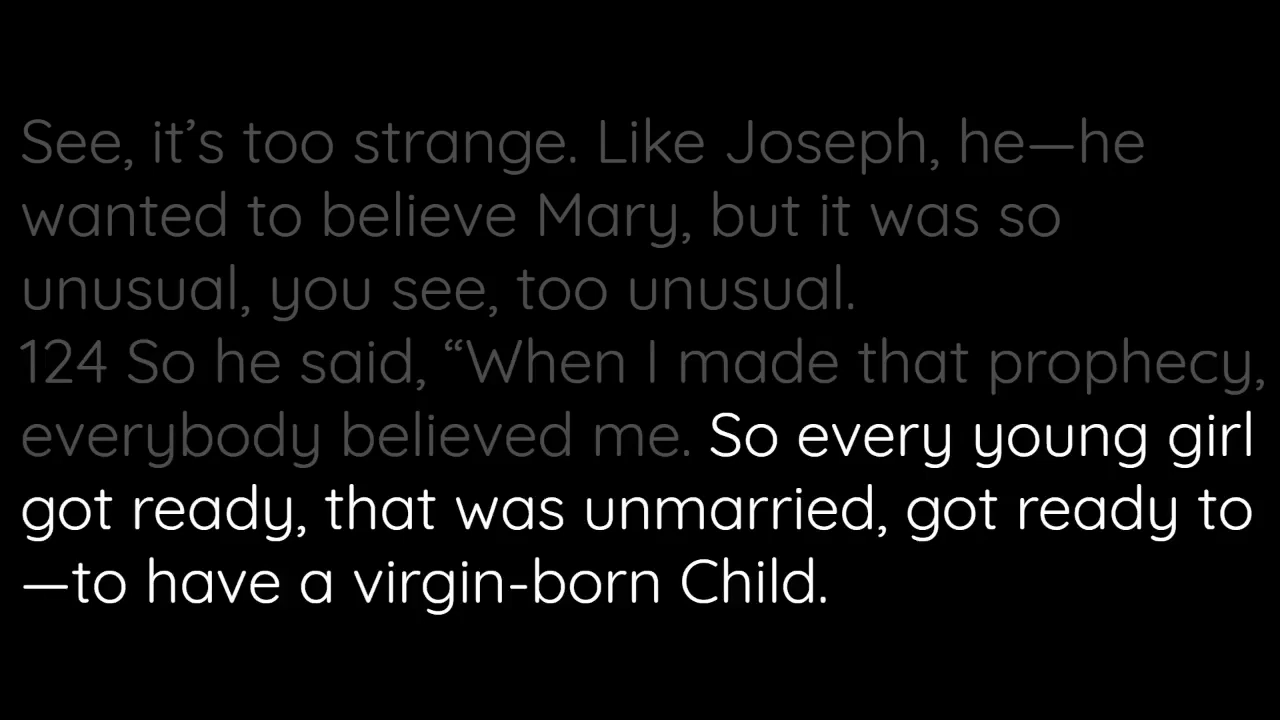 See, it’s too strange. Like Joseph, he—he
wanted to believe Mary, but it was so
unusual, you see, too unusual.
124 So he said, “When I made that prophecy,
everybody believed me. So every young girl
got ready, that was unmarried, got ready to
—to have a virgin-born Child.